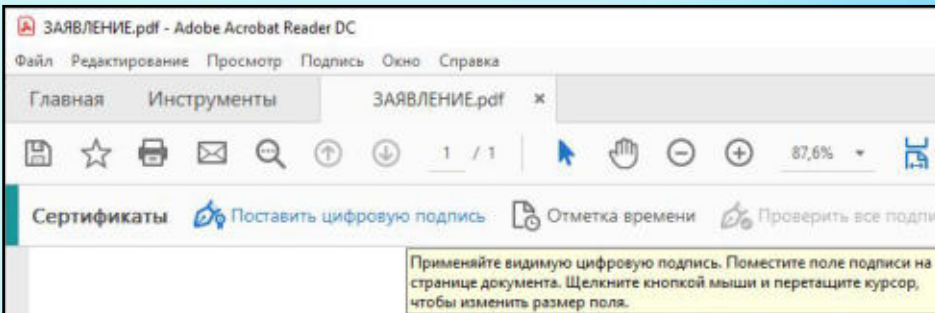 ЗАЯВЛЕНИЕ.pdf - Adobe Acrobat Reader DC
Файл Редактирование Просмотр Подпись Окно Справка
Главная Инструменты ЗАЯВЛЕНИЕ.pdf ×
1 / 1 87,6%
Сертификаты Поставить цифровую подпись Отметка времени Проверить все
Применяйте видимую цифровую подпись. Поместите поле подписи на
странице документа. Щелкните кнопкой мыши и перетащите курсор,
чтобы изменить размер поля.